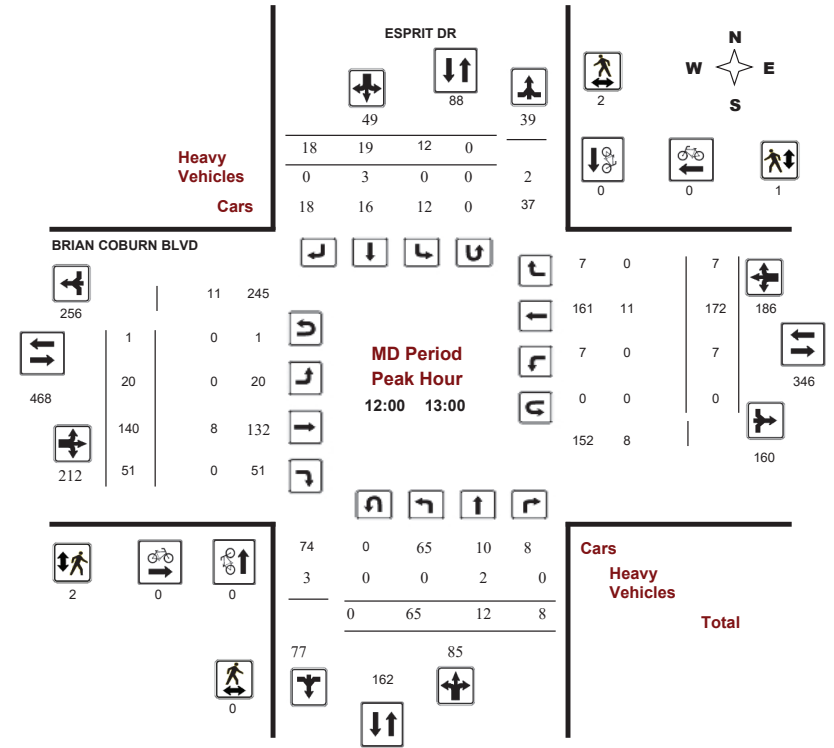 ESPRIT DR
N
W E
S
88
2
49
39
18 19 12 0
Heavy
Vehicles
0 3 0 0 2
Cars
18 16 12 0 37
0 0 1
BRIAN COBURN BLVD
256
11 245
7 0 7
161 11 172 186
1 0 1
468
MD Period
Peak Hour
12:00 13:00
7 0 7
346
20 0 20
0 0 0
140 8 132
152 8
160
212
51 0 51
74 0 65 10 8
Cars
3 0 0 2 0
Heavy
Vehicles
2 0 0
0 65 12 8
Total
77 85
162
0